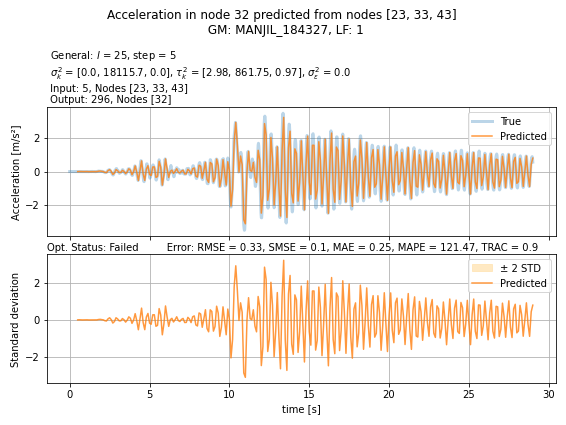 Acceleration in node 32 predicted from nodes [23, 33, 43]
GM: MANJIL_184327, LF: 1
General: l = 25, step = 5
σ²ₖ = [0.0, 18115.7, 0.0], τ²ₖ = [2.98, 861.75, 0.97], σ²ε = 0.0
Input: 5, Nodes [23, 33, 43]
Output: 296, Nodes [32]
True
Predicted
Acceleration [m/s²]
2
0
−2
Opt. Status: Failed
Error: RMSE = 0.33, SMSE = 0.1, MAE = 0.25, MAPE = 121.47, TRAC = 0.9
± 2 STD
Predicted
Standard deviation
2
0
−2
0 5 10 15 20 25 30
time [s]